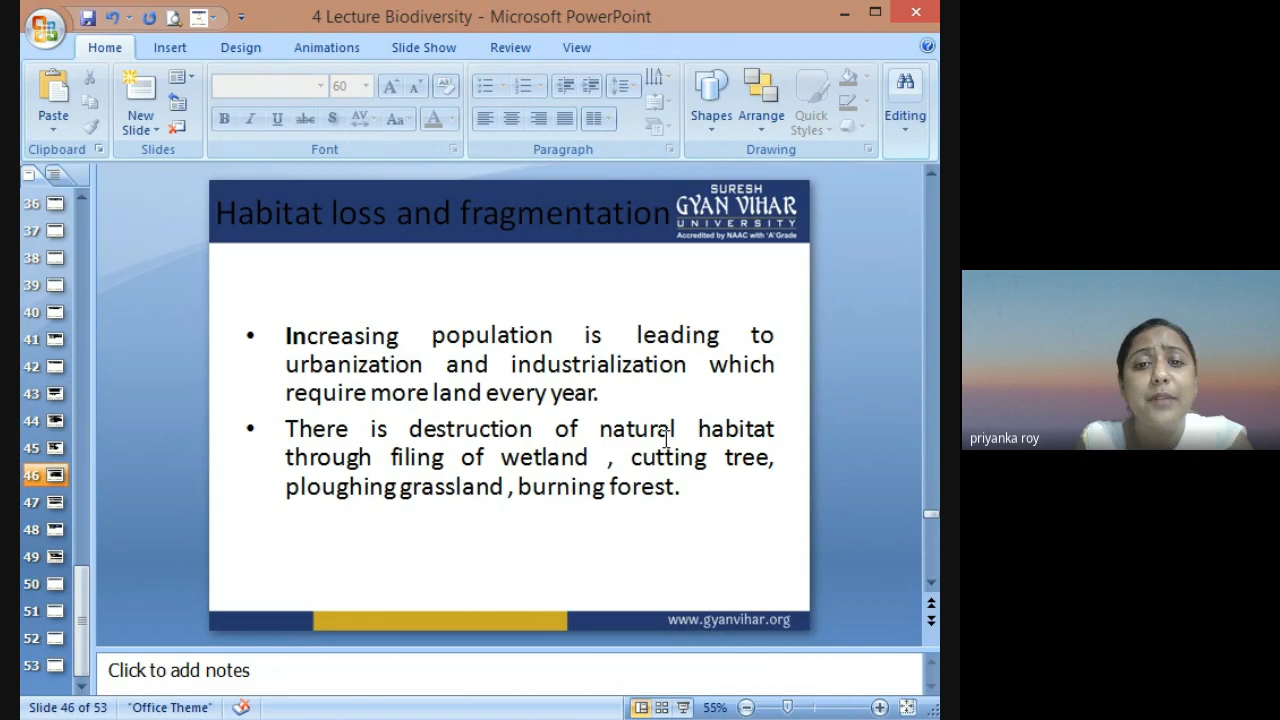 4 Lecture Biodiversity - Microsoft PowerPoint
Home Insert Design Animations Slide Show Review View
Paste
New Slide
60
B I U abc S AV Aa A
Shapes Arrange Quick Styles
Editing
Clipboard Slides Font Paragraph Drawing
36
37
38
39
40
41
42
43
44
45
46
47
48
49
50
51
52
53
Habitat loss and fragmentation
SURESH
GYAN VIHAR
UNIVERSITY
Accredited by NAAC with 'A' Grade
• Increasing population is leading to
urbanization and industrialization which
require more land every year.
• There is destruction of natural habitat
through filing of wetland , cutting tree,
ploughing grassland , burning forest.
www.gyanvihar.org
Click to add notes
Slide 46 of 53 "Office Theme" 55%
priyanka roy